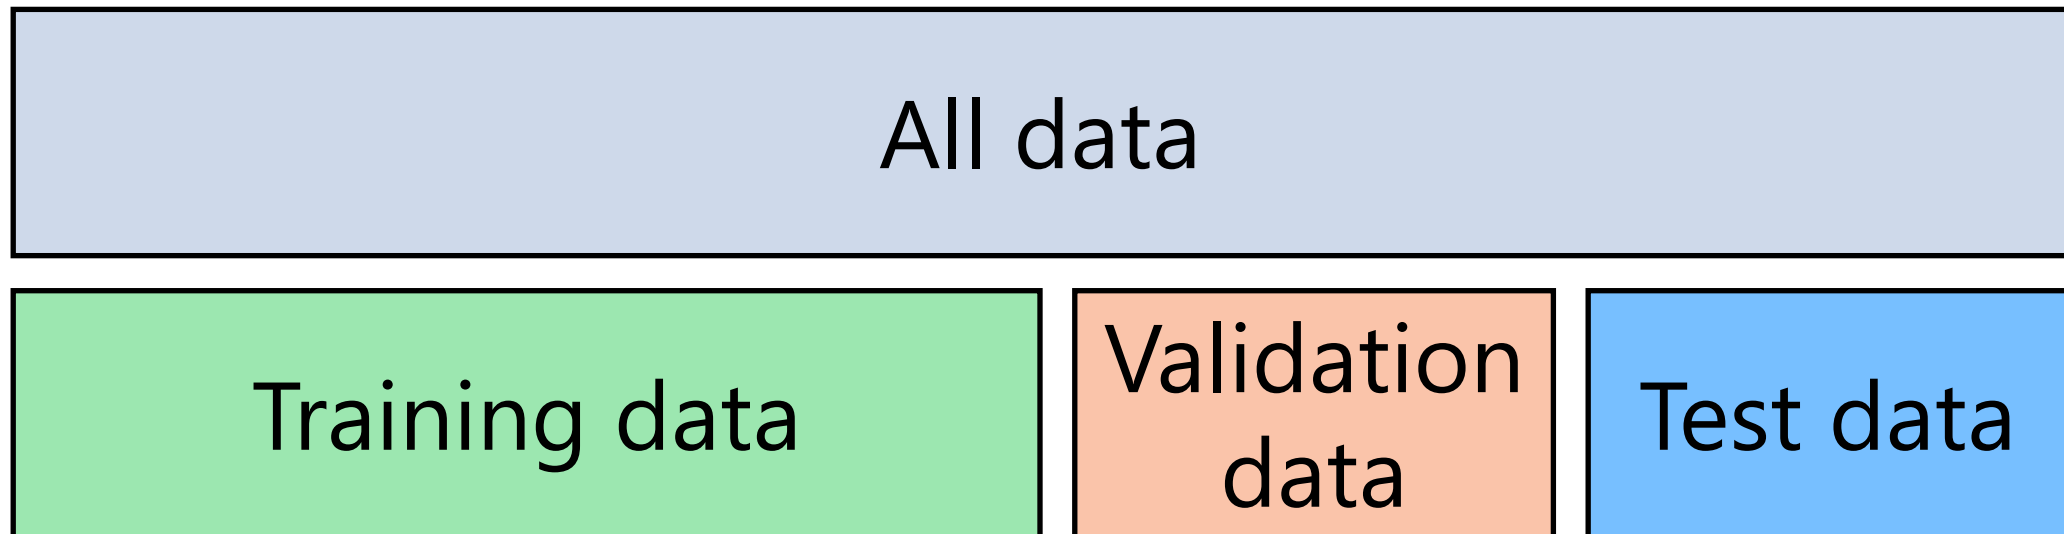 All data
Training data
Validation
data
Test data